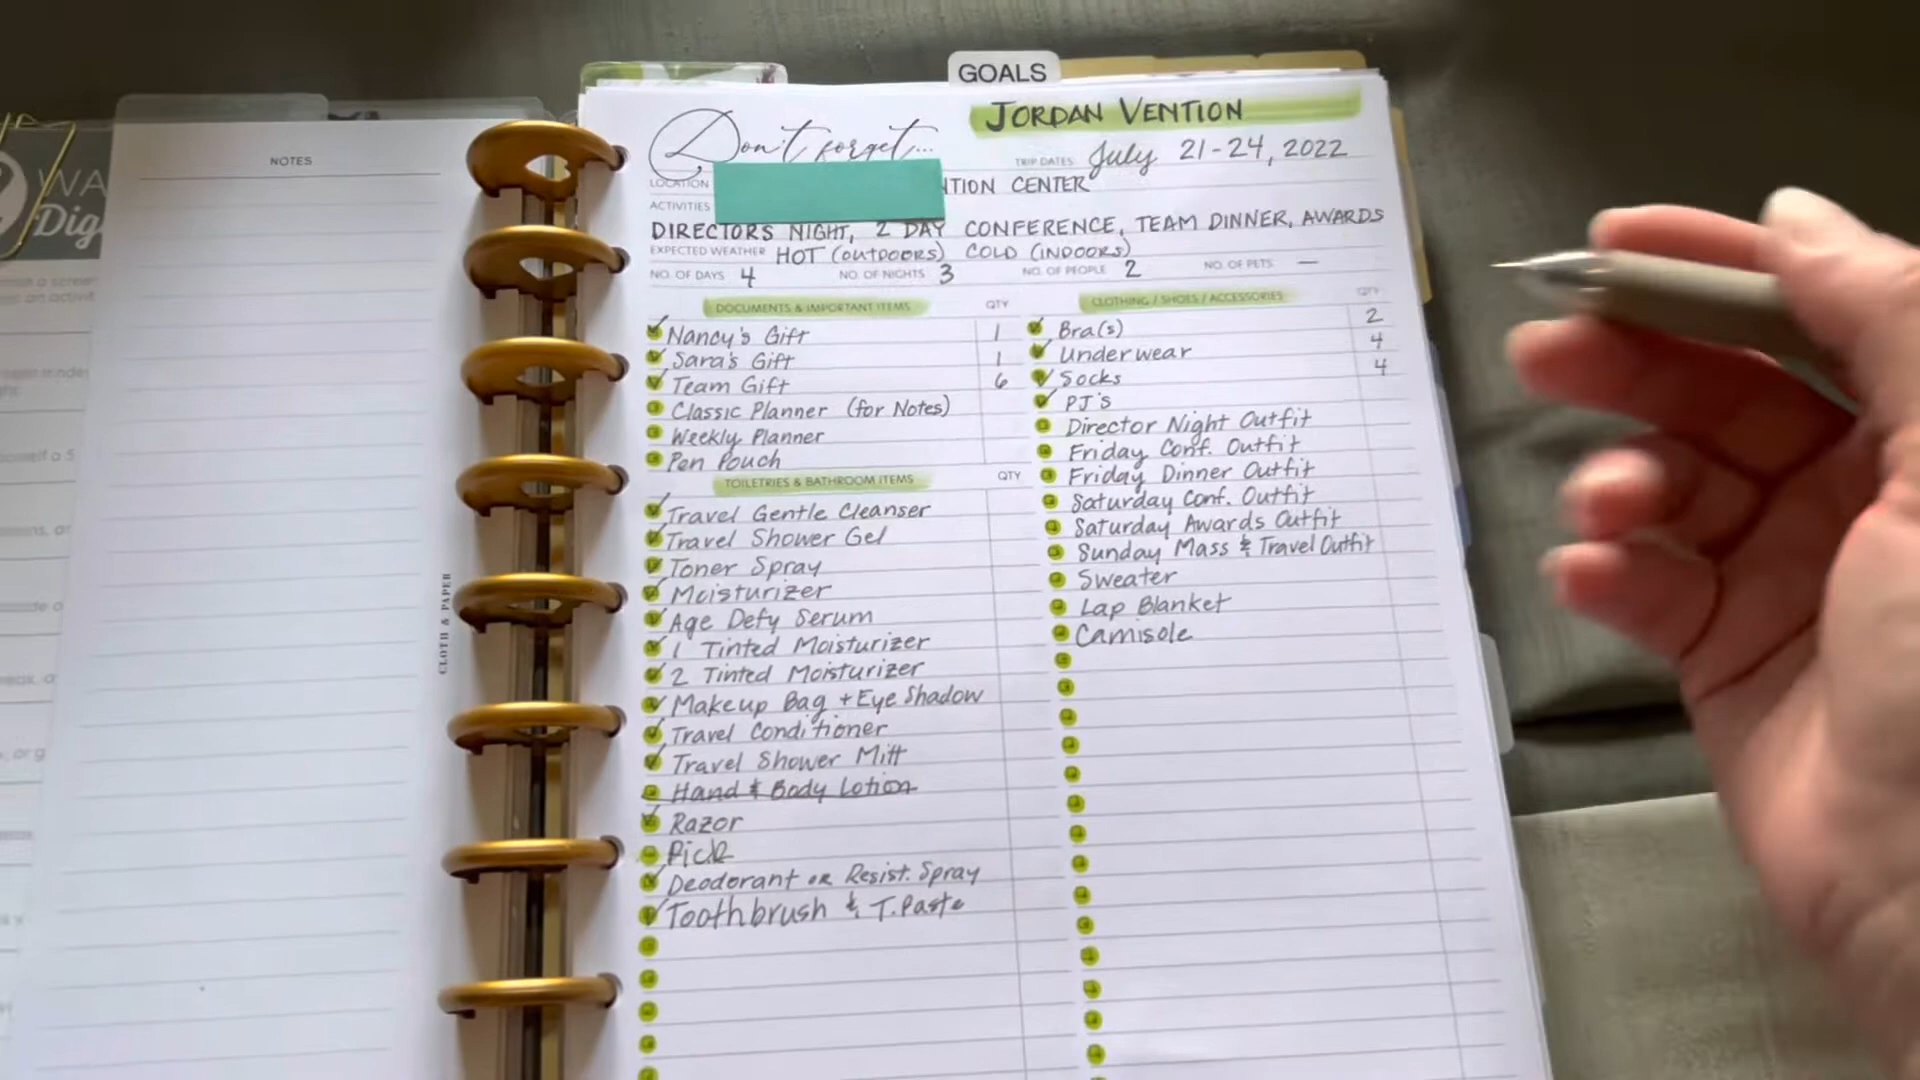 GOALS
JORDAN VENTION
Don't forget...
TRIP DATES July 21-24, 2022
LOCATION NTION CENTER
ACTIVITIES
DIRECTORS NIGHT, 2 DAY CONFERENCE, TEAM DINNER, AWARDS
EXPECTED WEATHER HOT (OUTDOORS) COLD (INDOORS)
NO. OF DAYS 4 NO. OF NIGHTS 3 NO. OF PEOPLE 2 NO. OF PETS —
DOCUMENTS & IMPORTANT ITEMS QTY
Nancy's Gift 1
Sara's Gift 1
Team Gift 6
Classic Planner (for Notes)
Weekly Planner
Pen Pouch
TOILETRIES & BATHROOM ITEMS QTY
Travel Gentle Cleanser
Travel Shower Gel
Toner Spray
Moisturizer
Age Defy Serum
1 Tinted Moisturizer
2 Tinted Moisturizer
Makeup Bag + Eye Shadow
Travel Conditioner
Travel Shower Mitt
Hand & Body Lotion
Razor
Pick
Deodorant OR Resist. Spray
Toothbrush & T.Paste
CLOTHING / SHOES / ACCESSORIES QTY
Bra(s) 2
Underwear 4
Socks 4
PJ's
Director Night Outfit
Friday Conf. Outfit
Friday Dinner Outfit
Saturday Conf. Outfit
Saturday Awards Outfit
Sunday Mass & Travel Outfit
Sweater
Lap Blanket
Camisole
NOTES
CLOTH & PAPER
WA
Dig